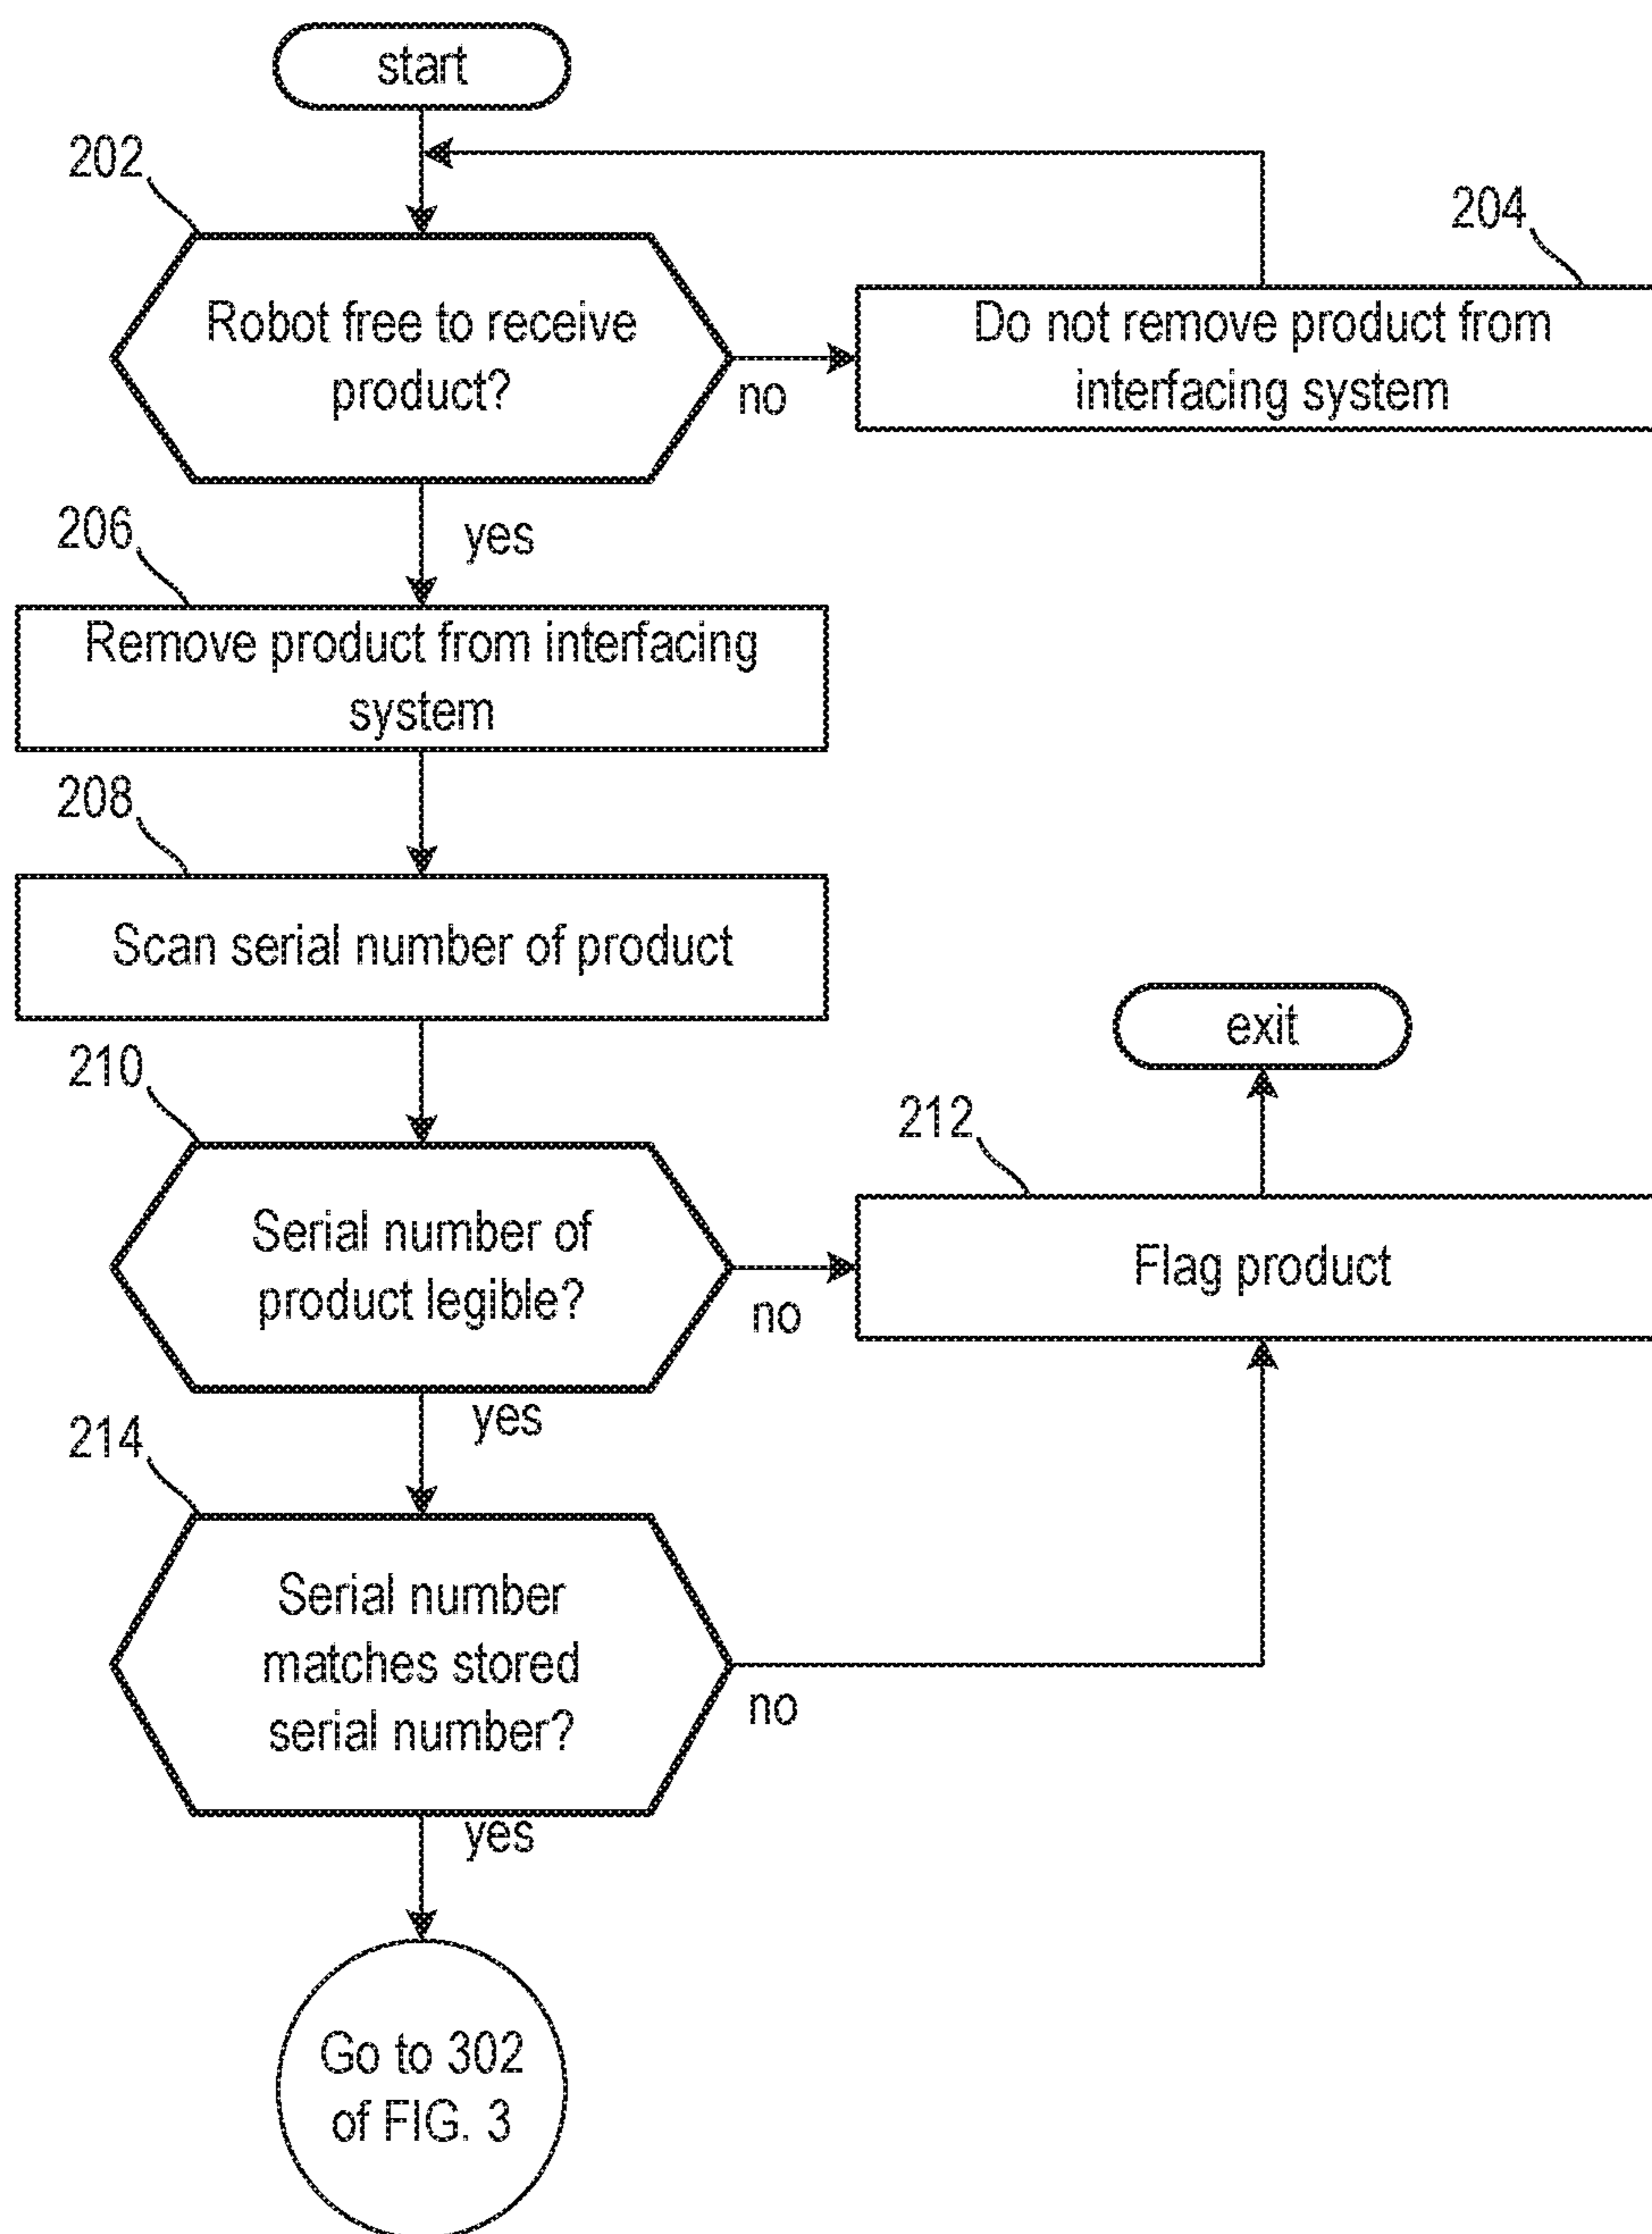 start
202
204
Robot free to receive
product?
no
Do not remove product from
interfacing system
yes
206
Remove product from interfacing
system
208
Scan serial number of product
exit
210
212
Serial number of
product legible?
no
Flag product
yes
214
Serial number
matches stored
serial number?
no
yes
Go to 302
of FIG. 3